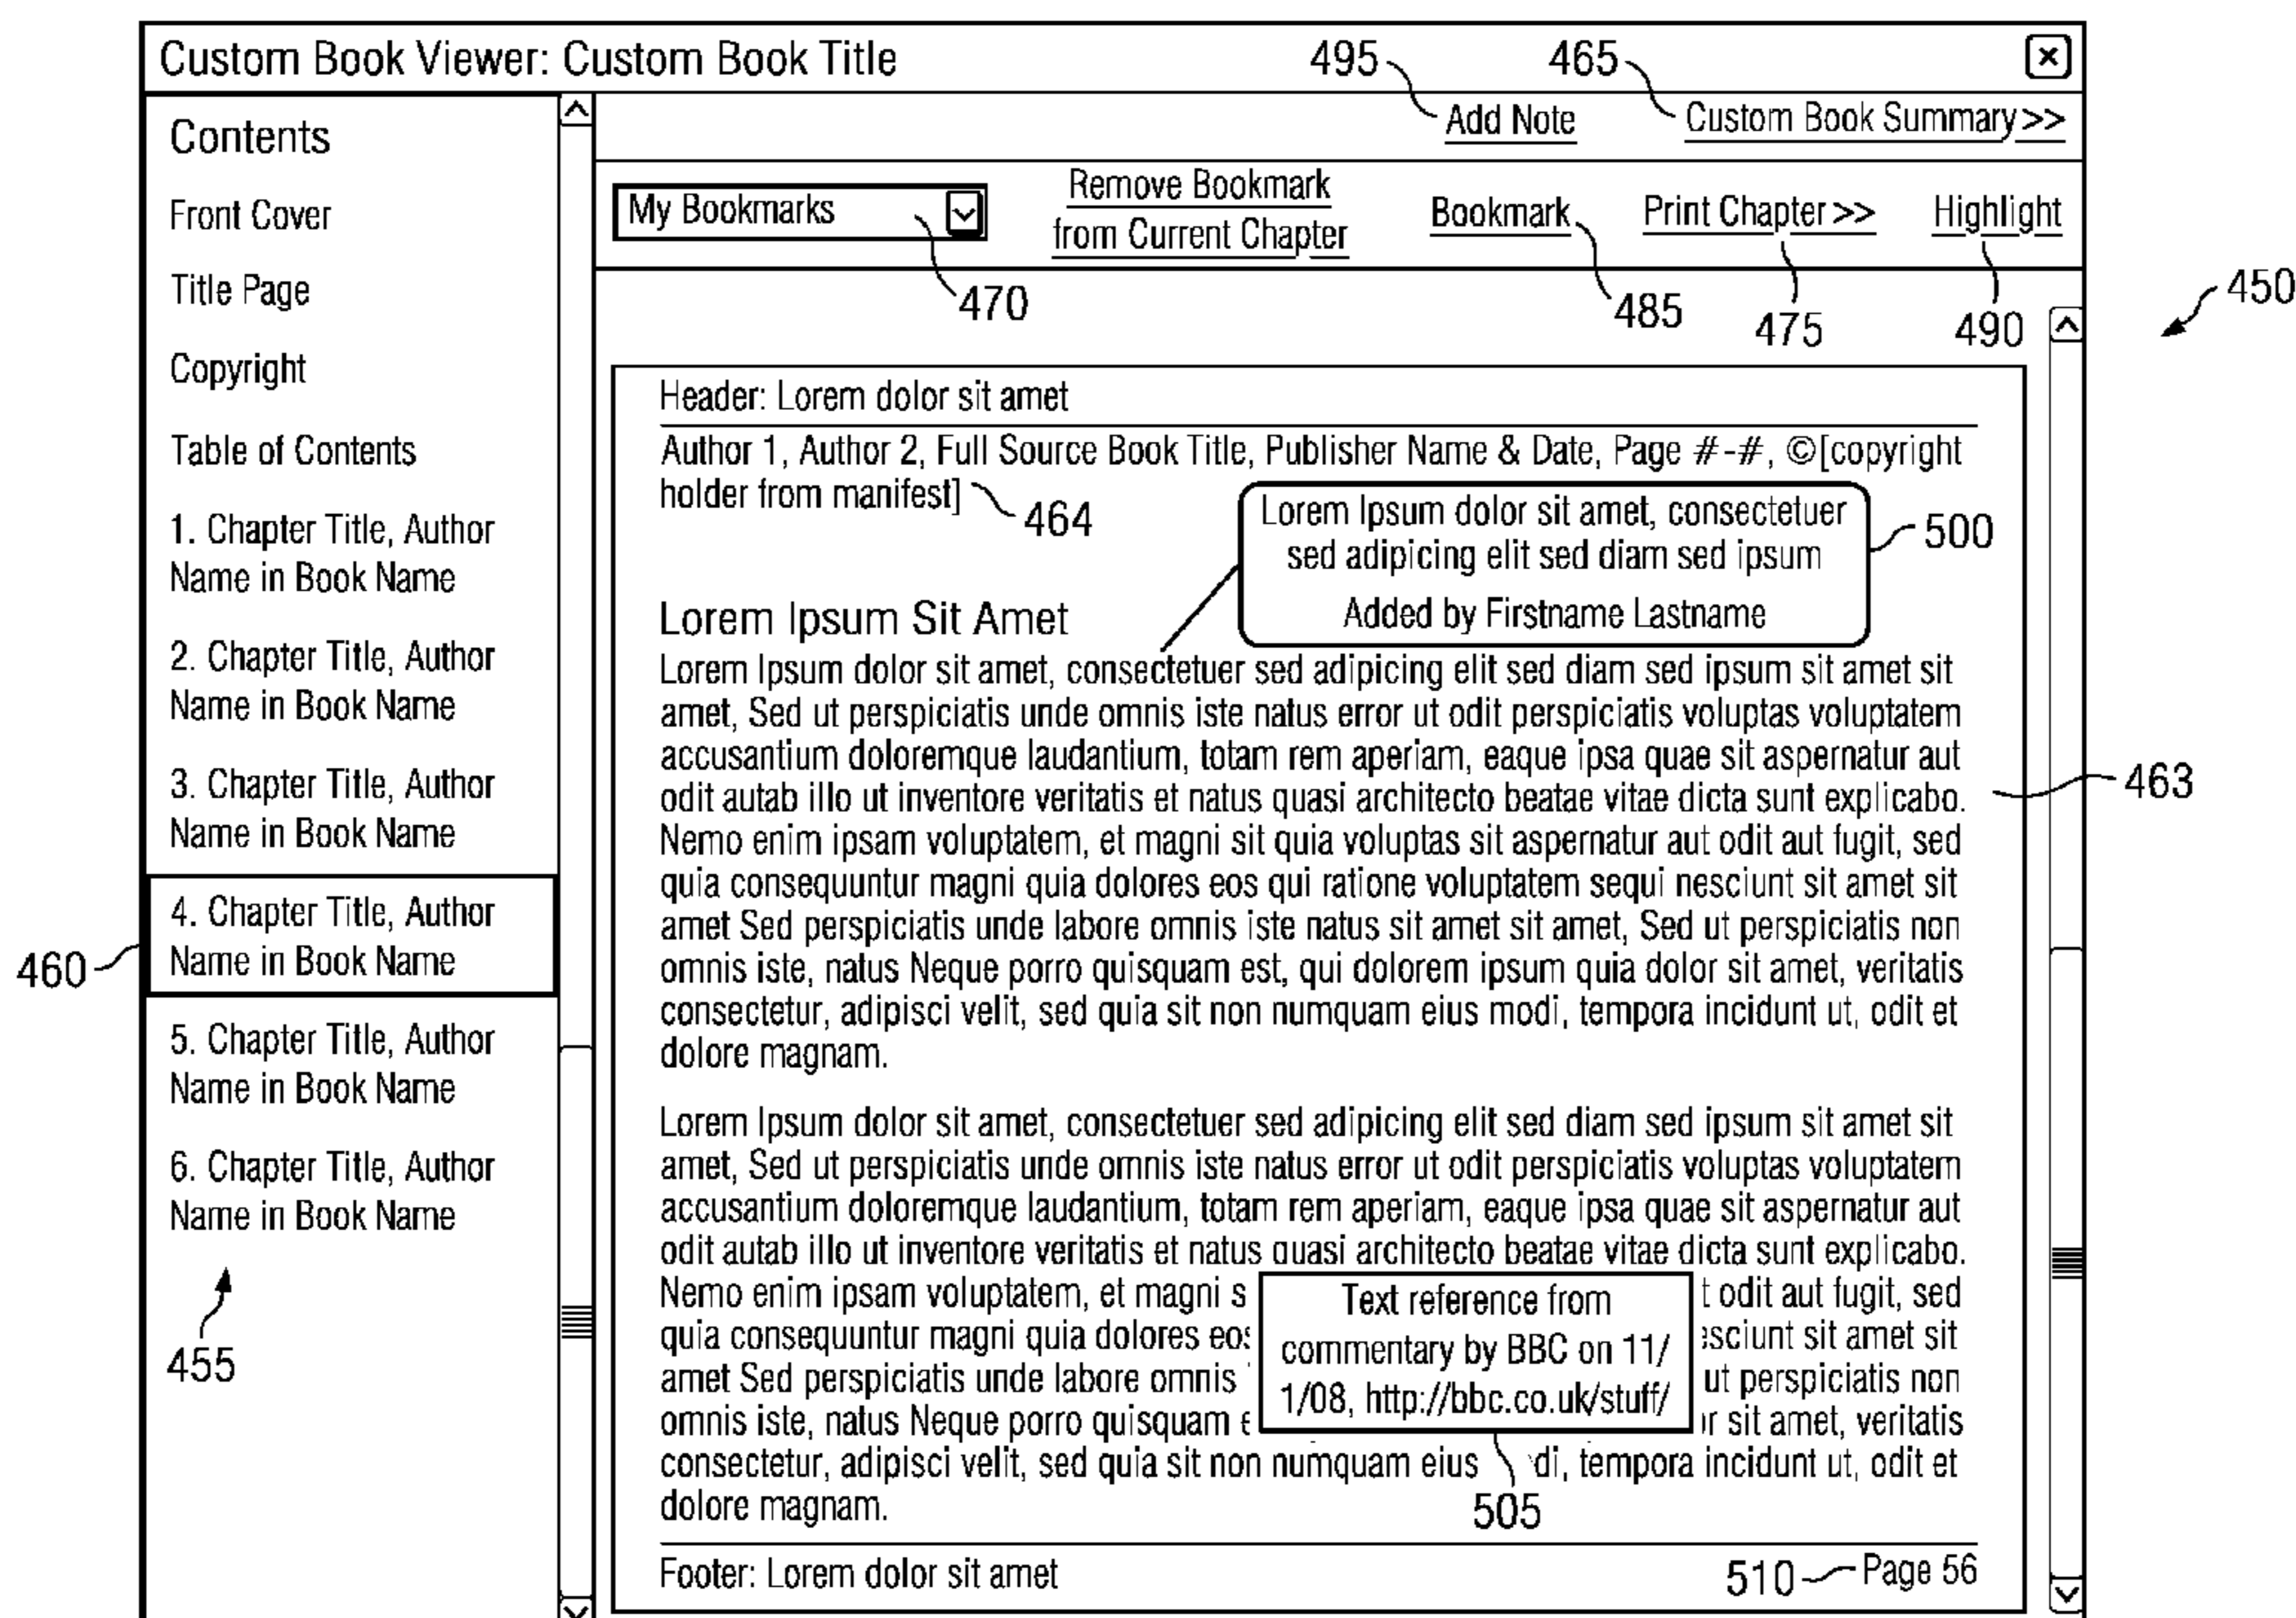 Custom Book Viewer: Custom Book Title
495
465
Add Note
Custom Book Summary>>
My Bookmarks
Remove Bookmark
from Current Chapter
Bookmark
Print Chapter>>
Highlight
470
485
475
490
450
Contents
Front Cover
Title Page
Copyright
Table of Contents
1. Chapter Title, Author
Name in Book Name
2. Chapter Title, Author
Name in Book Name
3. Chapter Title, Author
Name in Book Name
4. Chapter Title, Author
Name in Book Name
460
5. Chapter Title, Author
Name in Book Name
6. Chapter Title, Author
Name in Book Name
455
Header: Lorem dolor sit amet
Author 1, Author 2, Full Source Book Title, Publisher Name & Date, Page #-#, ©[copyright
holder from manifest]
464
Lorem Ipsum dolor sit amet, consectetuer
sed adipicing elit sed diam sed ipsum
Added by Firstname Lastname
500
Lorem Ipsum Sit Amet
Lorem Ipsum dolor sit amet, consectetuer sed adipicing elit sed diam sed ipsum sit amet sit
amet, Sed ut perspiciatis unde omnis iste natus error ut odit perspiciatis voluptas voluptatem
accusantium doloremque laudantium, totam rem aperiam, eaque ipsa quae sit aspernatur aut
odit autab illo ut inventore veritatis et natus quasi architecto beatae vitae dicta sunt explicabo.
463
Nemo enim ipsam voluptatem, et magni sit quia voluptas sit aspernatur aut odit aut fugit, sed
quia consequuntur magni quia dolores eos qui ratione voluptatem sequi nesciunt sit amet sit
amet Sed perspiciatis unde labore omnis iste natus sit amet sit amet, Sed ut perspiciatis non
omnis iste, natus Neque porro quisquam est, qui dolorem ipsum quia dolor sit amet, veritatis
consectetur, adipisci velit, sed quia sit non numquam eius modi, tempora incidunt ut, odit et
dolore magnam.
Lorem Ipsum dolor sit amet, consectetuer sed adipicing elit sed diam sed ipsum sit amet sit
amet, Sed ut perspiciatis unde omnis iste natus error ut odit perspiciatis voluptas voluptatem
accusantium doloremque laudantium, totam rem aperiam, eaque ipsa quae sit aspernatur aut
odit autab illo ut inventore veritatis et natus quasi architecto beatae vitae dicta sunt explicabo.
Nemo enim ipsam voluptatem, et magni s t odit aut fugit, sed
quia consequuntur magni quia dolores eos sciunt sit amet sit
amet Sed perspiciatis unde labore omnis ut perspiciatis non
omnis iste, natus Neque porro quisquam r sit amet, veritatis
consectetur, adipisci velit, sed quia sit non numquam eius di, tempora incidunt ut, odit et
dolore magnam.
Text reference from
commentary by BBC on 11/
1/08, http://bbc.co.uk/stuff/
505
Footer: Lorem dolor sit amet
510
Page 56